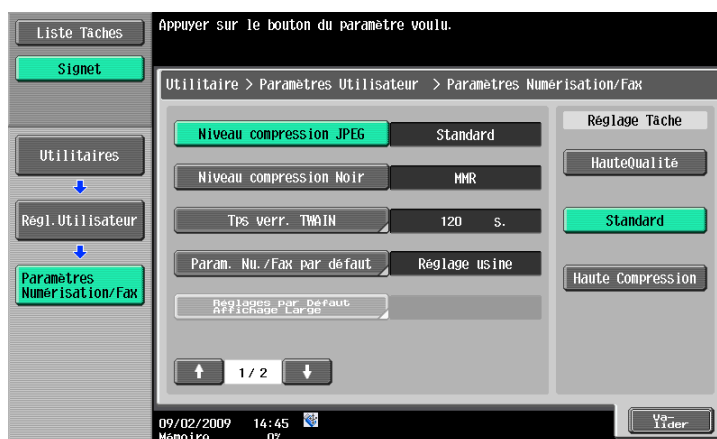 Liste Tâches
Signet
Utilitaires
Régl.Utilisateur
Paramètres
Numérisation/Fax
Appuyer sur le bouton du paramètre voulu.
Utilitaire > Paramètres Utilisateur > Paramètres Numérisation/Fax
Niveau compression JPEG Standard
Niveau compression Noir MMR
Tps verr. TWAIN 120 s.
Param. Nu./Fax par défaut Réglage usine
Réglages par Défaut
Affichage Large
1/ 2
Réglage Tâche
HauteQualité
Standard
Haute Compression
09/02/2009 14:45
Mémoire 0%
Va-
lider